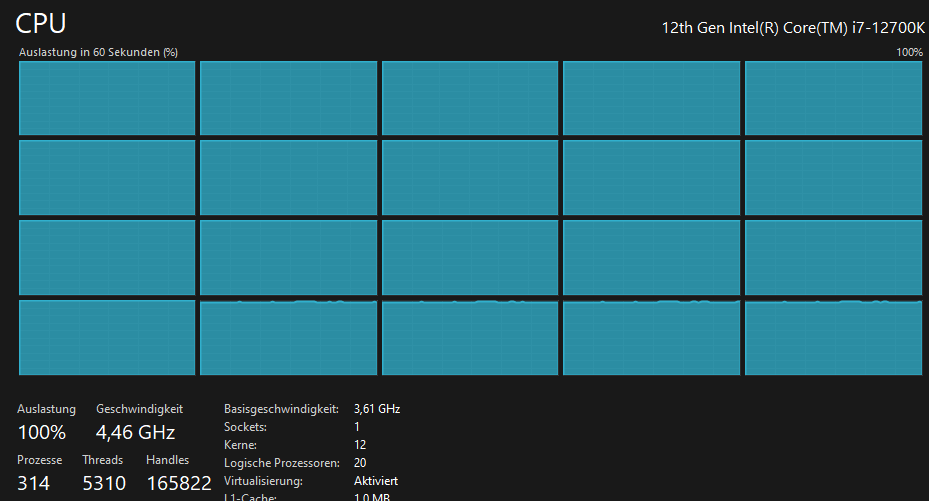 CPU
12th Gen Intel(R) Core(TM) i7-12700K
Auslastung in 60 Sekunden (%)
100%
Auslastung
Geschwindigkeit
100%
4,46 GHz
Prozesse
Threads
Handles
314
5310
165822
Basisgeschwindigkeit: 3,61 GHz
Sockets: 1
Kerne: 12
Logische Prozessoren: 20
Virtualisierung: Aktiviert
L1-Cache: 1,0 MB